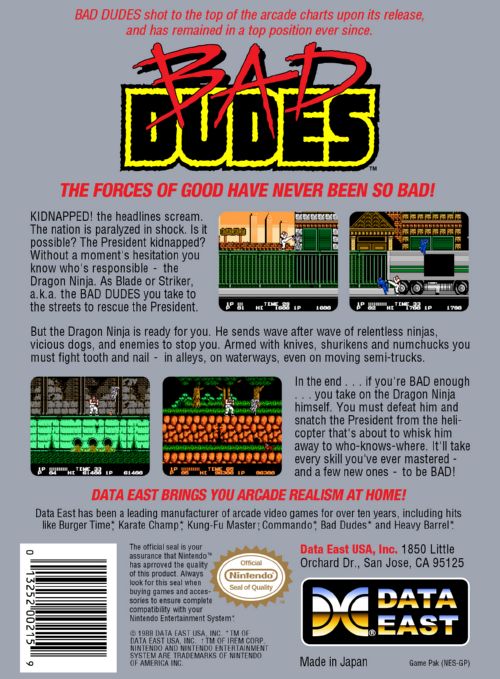 BAD DUDES shot to the top of the arcade charts upon its release,
and has remained in a top position ever since.
BAD
DUDES™
THE FORCES OF GOOD HAVE NEVER BEEN SO BAD!
KIDNAPPED! the headlines scream.
The nation is paralyzed in shock. Is it
possible? The President kidnapped?
Without a moment's hesitation you
know who's responsible - the
Dragon Ninja. As Blade or Striker,
a.k.a. the BAD DUDES you take to
the streets to rescue the President.
But the Dragon Ninja is ready for you. He sends wave after wave of relentless ninjas,
vicious dogs, and enemies to stop you. Armed with knives, shurikens and numchucks you
must fight tooth and nail - in alleys, on waterways, even on moving semi-trucks.
In the end . . . if you're BAD enough
. . . you take on the Dragon Ninja
himself. You must defeat him and
snatch the President from the heli-
copter that's about to whisk him
away to who-knows-where. It'll take
every skill you've ever mastered -
and a few new ones - to be BAD!
DATA EAST BRINGS YOU ARCADE REALISM AT HOME!
Data East has been a leading manufacturer of arcade video games for over ten years, including hits
like Burger Time,* Karate Champ,* Kung-Fu Master,† Commando,* Bad Dudes* and Heavy Barrel.*
0 13252 00215 9
The official seal is your
assurance that Nintendo™
has aprroved the quality
of this product. Always
look for this seal when
buying games and acces-
sories to ensure complete
compatibility with your
Nintendo Entertainment System™.
Official
Nintendo
Seal of Quality
© 1988 DATA EAST USA, INC. *TM OF
DATA EAST USA, INC. †TM OF IREM CORP.
NINTENDO AND NINTENDO ENTERTAINMENT
SYSTEM ARE TRADEMARKS OF NINTENDO
OF AMERICA INC.
Data East USA, Inc. 1850 Little
Orchard Dr., San Jose, CA 95125
DATA
EAST
®
Made in Japan
Game Pak (NES-GP)